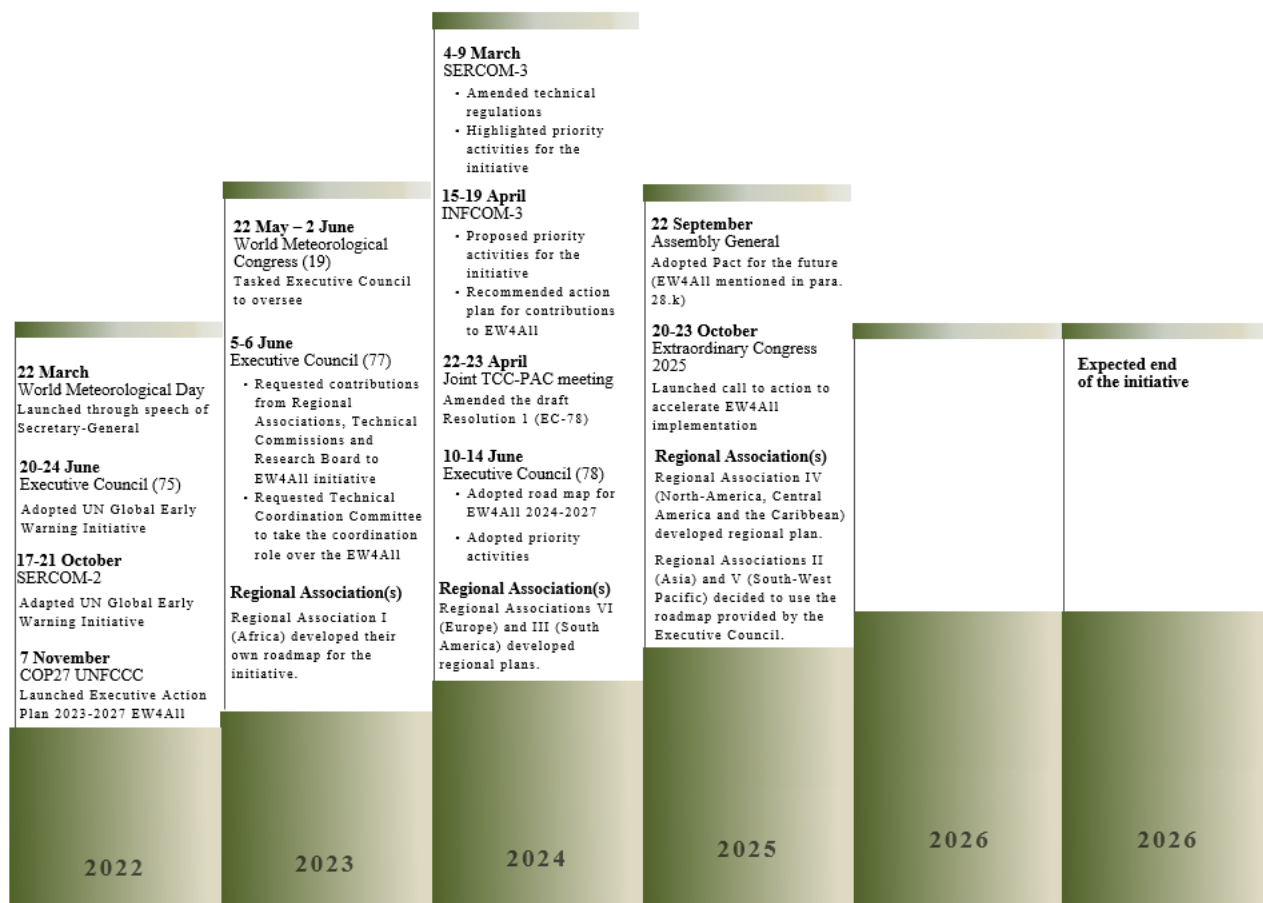 22 March
World Meteorological Day
Launched through speech of
Secretary-General
20-24 June
Executive Council (75)
Adopted UN Global Early
Warning Initiative
17-21 October
SERCOM-2
Adapted UN Global Early
Warning Initiative
7 November
COP27 UNFCCC
Launched Executive Action
Plan 2023-2027 EW4All
2022
22 May – 2 June
World Meteorological
Congress (19)
Tasked Executive Council
to oversee
5-6 June
Executive Council (77)
• Requested contributions
from Regional
Associations, Technical
Commissions and
Research Board to
EW4All initiative
• Requested Technical
Coordination Committee
to take the coordination
role over the EW4All
Regional Association(s)
Regional Association I
(Africa) developed their
own roadmap for the
initiative.
2023
4-9 March
SERCOM-3
• Amended technical
regulations
• Highlighted priority
activities for the
initiative
15-19 April
INFCOM-3
• Proposed priority
activities for the
initiative
• Recommended action
plan for contributions
to EW4All
22-23 April
Joint TCC-PAC meeting
Amended the draft
Resolution 1 (EC-78)
10-14 June
Executive Council (78)
• Adopted road map for
EW4All 2024-2027
• Adopted priority
activities
Regional Association(s)
Regional Associations VI
(Europe) and III (South
America) developed
regional plans.
2024
22 September
Assembly General
Adopted Pact for the future
(EW4All mentioned in para.
28.k)
20-23 October
Extraordinary Congress
2025
Launched call to action to
accelerate EW4All
implementation
Regional Association(s)
Regional Association IV
(North-America, Central
America and the Caribbean)
developed regional plan.
Regional Associations II
(Asia) and V (South-West
Pacific) decided to use the
roadmap provided by the
Executive Council.
2025
2026
Expected end
of the initiative
2026